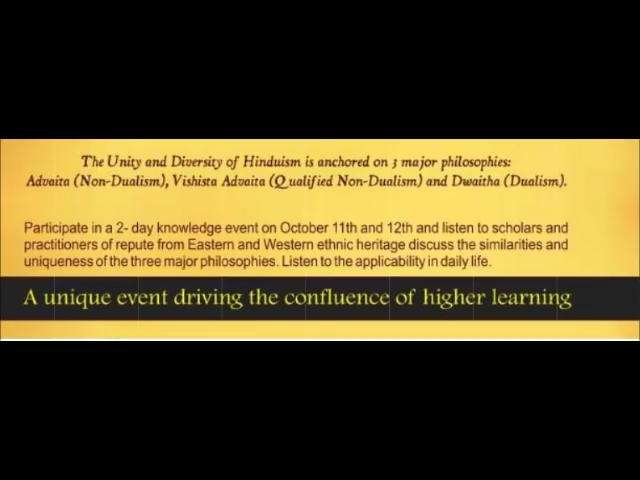 The Unity and Diversity of Hinduism is anchored on 3 major philosophies:
Advaita (Non-Dualism), Vishista Advaita (Qualified Non-Dualism) and Dwaitha (Dualism).
Participate in a 2- day knowledge event on October 11th and 12th and listen to scholars and
practitioners of repute from Eastern and Western ethnic heritage discuss the similarities and
uniqueness of the three major philosophies. Listen to the applicability in daily life.
A unique event driving the confluence of higher learning